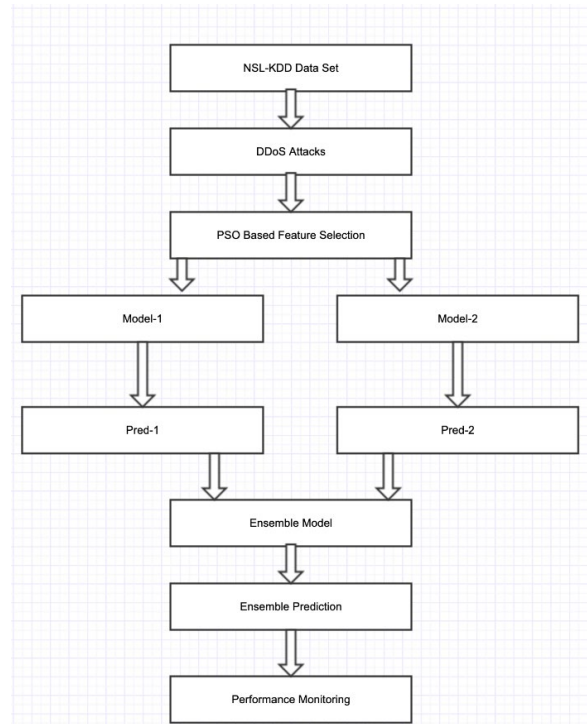 NSL-KDD Data Set
DDoS Attacks
PSO Based Feature Selection
Model-1
Model-2
Pred-1
Pred-2
Ensemble Model
Ensemble Prediction
Performance Monitoring